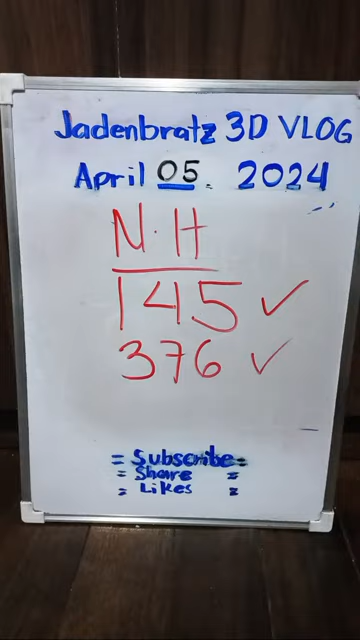 Jadenbratz 3D VLOG
April 05. 2024
N.H
145 ✓
376 ✓
= Subscribe =
= Share =
= Likes =